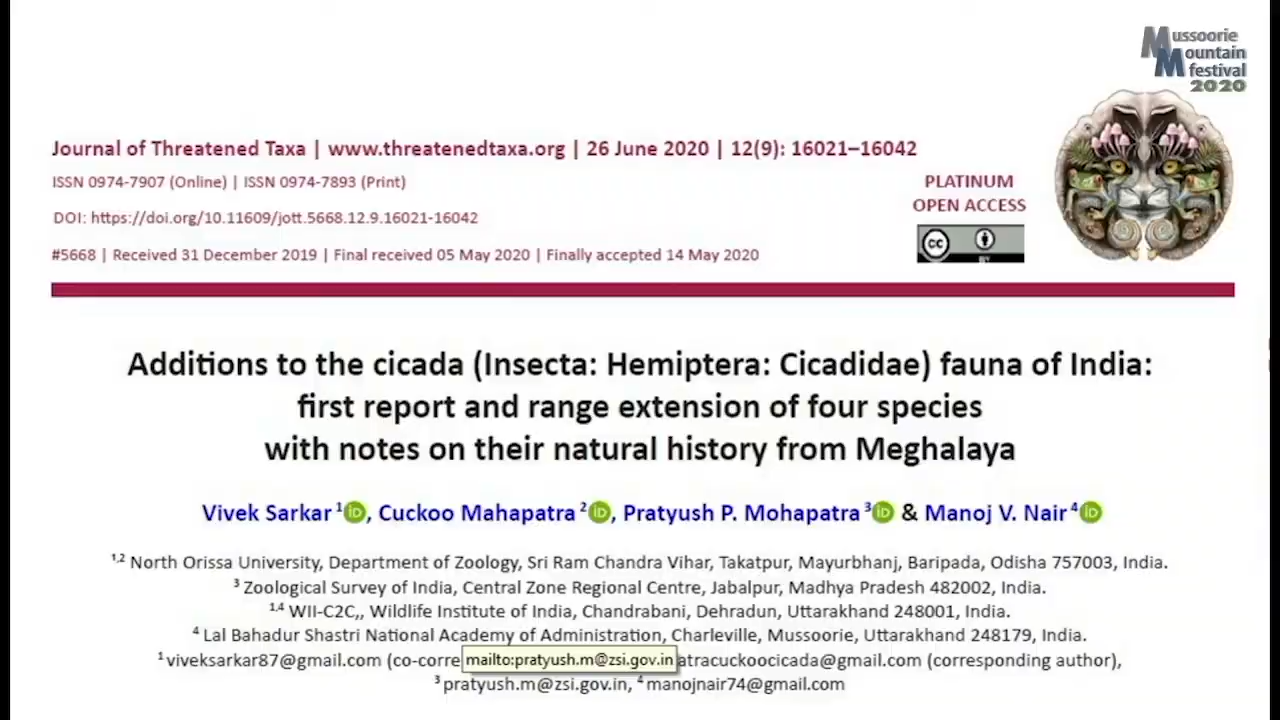 Mussoorie
Mountain
festival
2020
Journal of Threatened Taxa | www.threatenedtaxa.org | 26 June 2020 | 12(9): 16021–16042
ISSN 0974-7907 (Online) | ISSN 0974-7893 (Print)
PLATINUM
OPEN ACCESS
DOI: https://doi.org/10.11609/jott.5668.12.9.16021-16042
cc
BY
#5668 | Received 31 December 2019 | Final received 05 May 2020 | Finally accepted 14 May 2020
Additions to the cicada (Insecta: Hemiptera: Cicadidae) fauna of India:
first report and range extension of four species
with notes on their natural history from Meghalaya
Vivek Sarkar 1 iD, Cuckoo Mahapatra 2 iD, Pratyush P. Mohapatra 3 iD & Manoj V. Nair 4 iD
1,2 North Orissa University, Department of Zoology, Sri Ram Chandra Vihar, Takatpur, Mayurbhanj, Baripada, Odisha 757003, India.
3 Zoological Survey of India, Central Zone Regional Centre, Jabalpur, Madhya Pradesh 482002, India.
1,4 WII-C2C,, Wildlife Institute of India, Chandrabani, Dehradun, Uttarakhand 248001, India.
4 Lal Bahadur Shastri National Academy of Administration, Charleville, Mussoorie, Uttarakhand 248179, India.
1 viveksarkar87@gmail.com (co-corre mailto:pratyush.m@zsi.gov.in atracuckoocicada@gmail.com (corresponding author),
3 pratyush.m@zsi.gov.in, 4 manojnair74@gmail.com